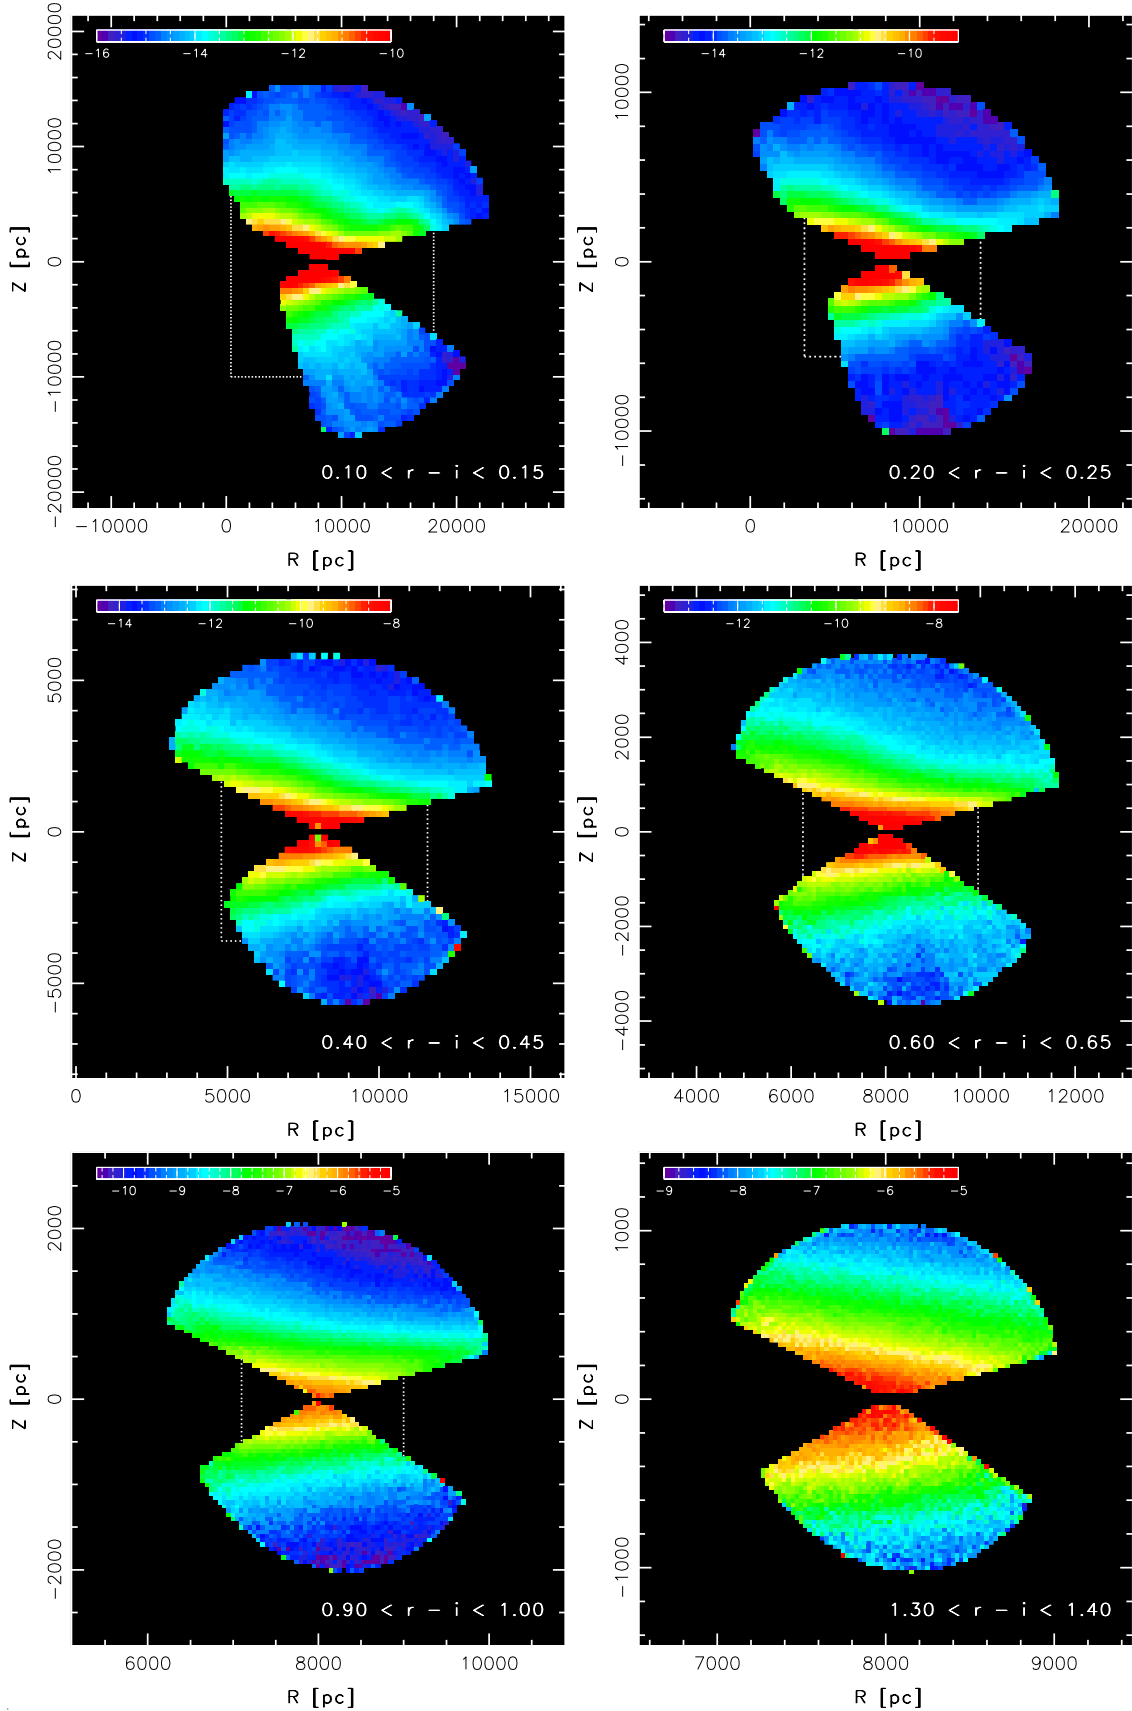 20000
10000
0
−10000
−20000
Z [pc]
−16 −14 −12 −10
0.10 < r − i < 0.15
−10000 0 10000 20000
R [pc]
10000
0
−10000
Z [pc]
−14 −12 −10
0.20 < r − i < 0.25
0 10000 20000
R [pc]
5000
0
−5000
Z [pc]
−14 −12 −10 −8
0.40 < r − i < 0.45
0 5000 10000 15000
R [pc]
4000
2000
0
−2000
−4000
Z [pc]
−12 −10 −8
0.60 < r − i < 0.65
4000 6000 8000 10000 12000
R [pc]
2000
0
−2000
Z [pc]
−10 −9 −8 −7 −6 −5
0.90 < r − i < 1.00
6000 8000 10000
R [pc]
1000
0
−1000
Z [pc]
−9 −8 −7 −6 −5
1.30 < r − i < 1.40
7000 8000 9000
R [pc]